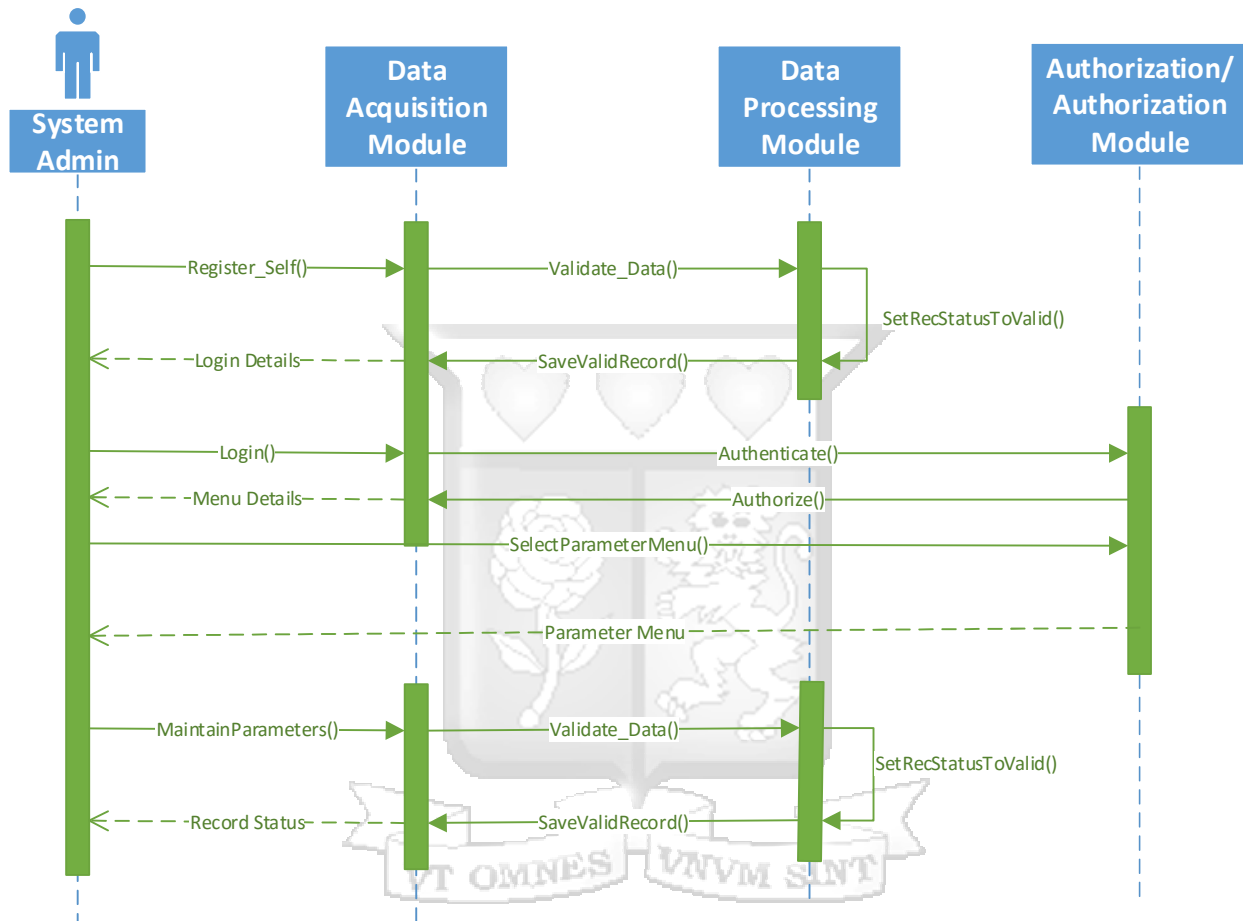 System
Admin
Data
Acquisition
Module
Data
Processing
Module
Authorization/
Authorization
Module
Register_Self()
Validate_Data()
SetRecStatusToValid()
Login Details
SaveValidRecord()
Login()
Authenticate()
Menu Details
Authorize()
SelectParameterMenu()
Parameter Menu
MaintainParameters()
Validate_Data()
SetRecStatusToValid()
Record Status
SaveValidRecord()
VT OMNES VNVM SINT